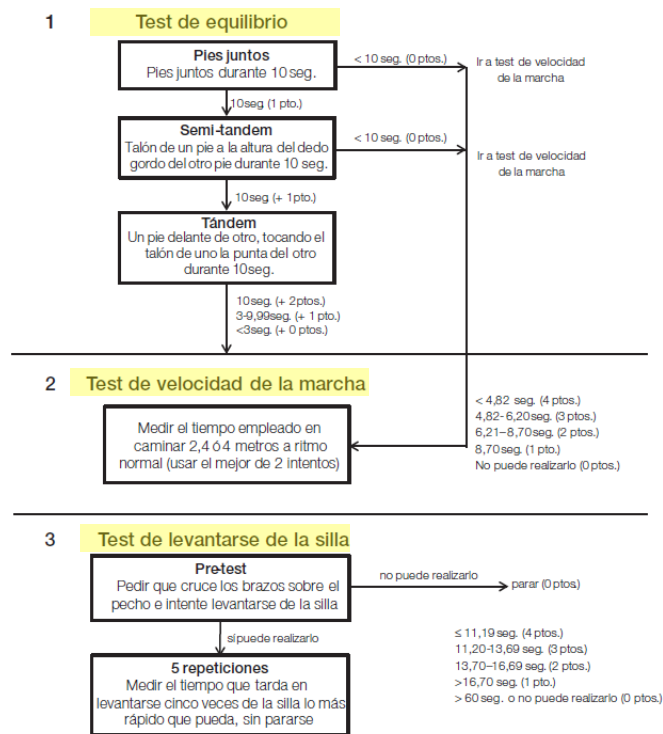 1 Test de equilibrio
Pies juntos
Pies juntos durante 10 seg.
< 10 seg. (0 ptos.)
Ir a test de velocidad
de la marcha
10seg (1 pto.)
Semi-tandem
Talón de un pie a la altura del dedo
gordo del otro pie durante 10 seg.
< 10 seg. (0 ptos.)
Ir a test de velocidad
de la marcha
10seg (+ 1pto.)
Tándem
Un pie delante de otro, tocando el
talón de uno la punta del otro
durante 10seg.
10seg. (+ 2ptos.)
3-9,99seg. (+ 1 pto.)
<3seg. (+ 0 ptos.)
2 Test de velocidad de la marcha
Medir el tiempo empleado en
caminar 2,4 ó 4 metros a ritmo
normal (usar el mejor de 2 intentos)
< 4,82 seg. (4 ptos.)
4,82-6,20seg. (3 ptos.)
6,21–8,70seg. (2 ptos.)
8,70seg. (1 pto.)
No puede realizarlo (0ptos.)
3 Test de levantarse de la silla
Pre-test
Pedir que cruce los brazos sobre el
pecho e intente levantarse de la silla
no puede realizarlo
parar (0 ptos.)
sí puede realizarlo
5 repeticiones
Medir el tiempo que tarda en
levantarse cinco veces de la silla lo más
rápido que pueda, sin pararse
≤ 11,19 seg. (4 ptos.)
11,20-13,69 seg. (3 ptos.)
13,70–16,69 seg. (2 ptos.)
>16,70 seg. (1 pto.)
> 60 seg. o no puede realizarlo (0 ptos.)